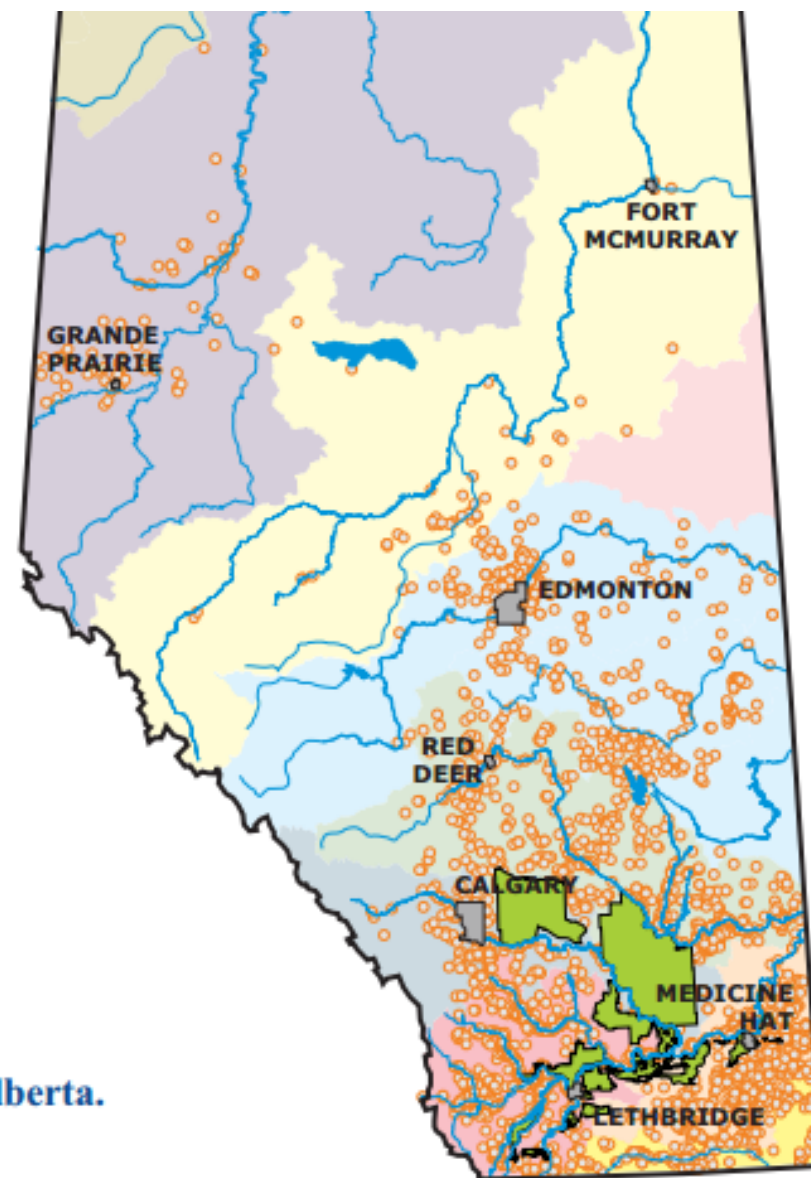 FORT
MCMURRAY
GRANDE
PRAIRIE
EDMONTON
RED
DEER
CALGARY
MEDICINE
HAT
lberta.
LETHBRIDGE